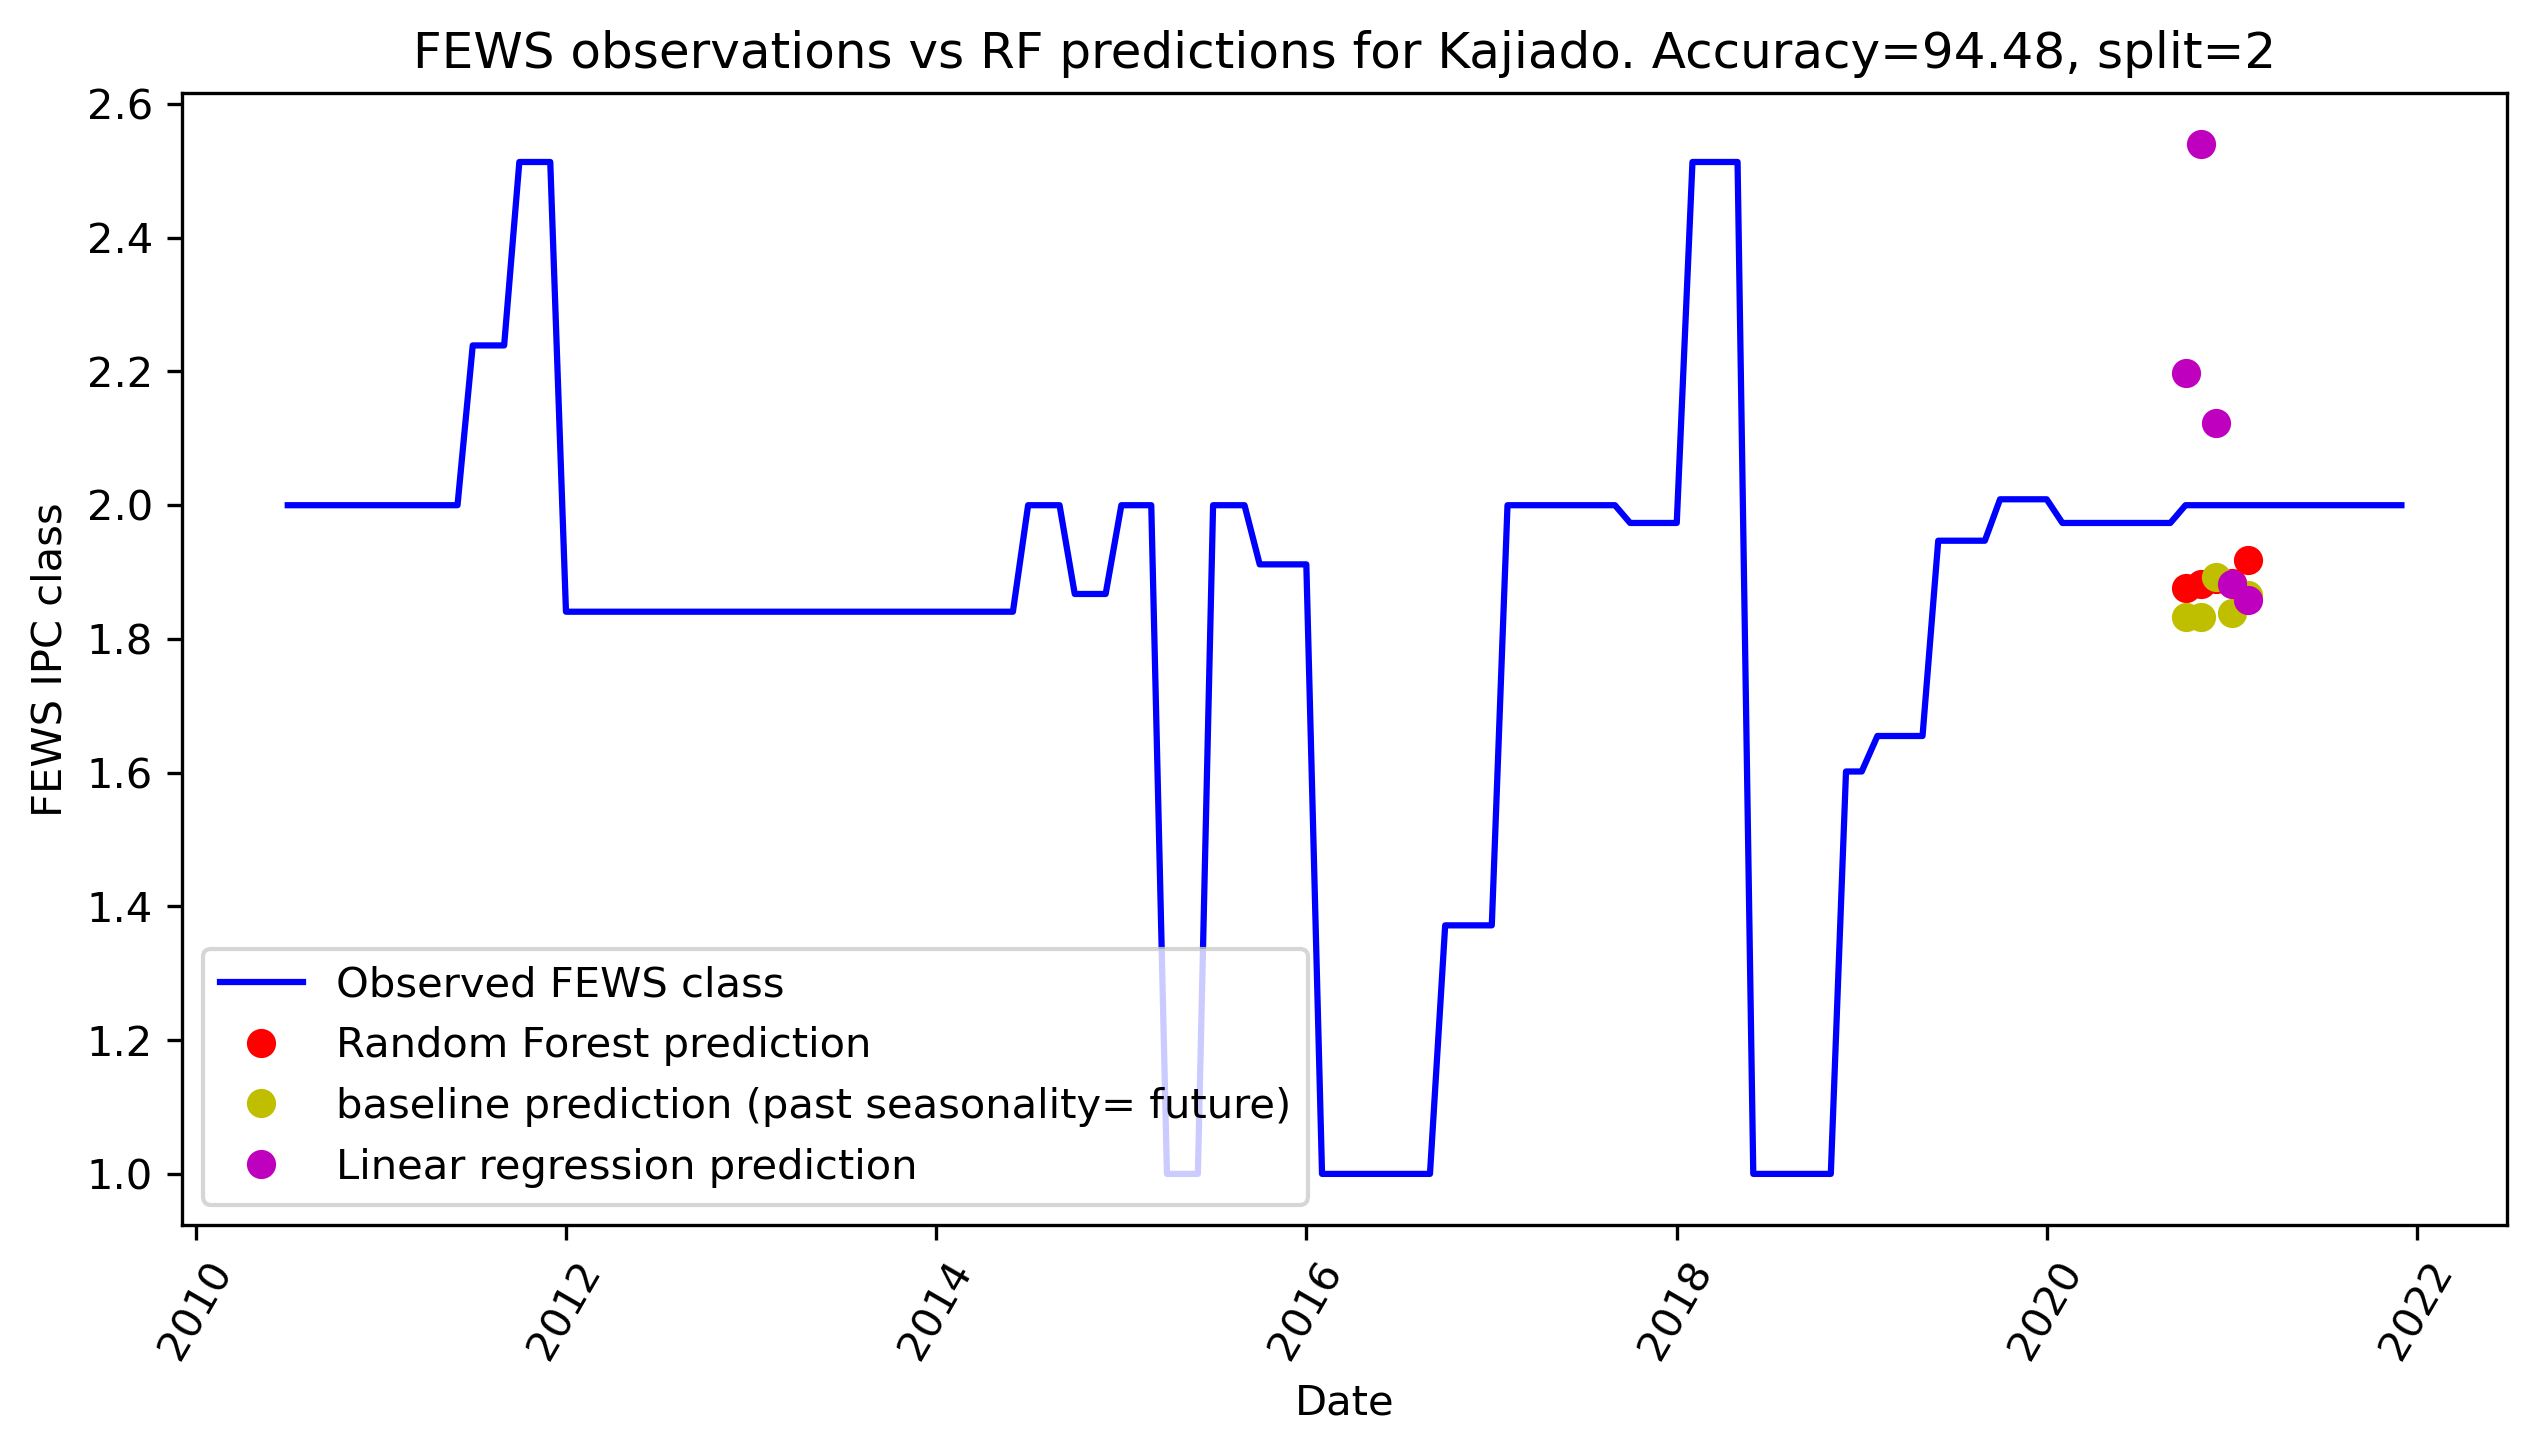 FEWS observations vs RF predictions for Kajiado. Accuracy=94.48, split=2
FEWS IPC class
2.6
2.4
2.2
2.0
1.8
1.6
1.4
1.2
1.0
Observed FEWS class
Random Forest prediction
baseline prediction (past seasonality= future)
Linear regression prediction
2010 2012 2014 2016 2018 2020 2022
Date